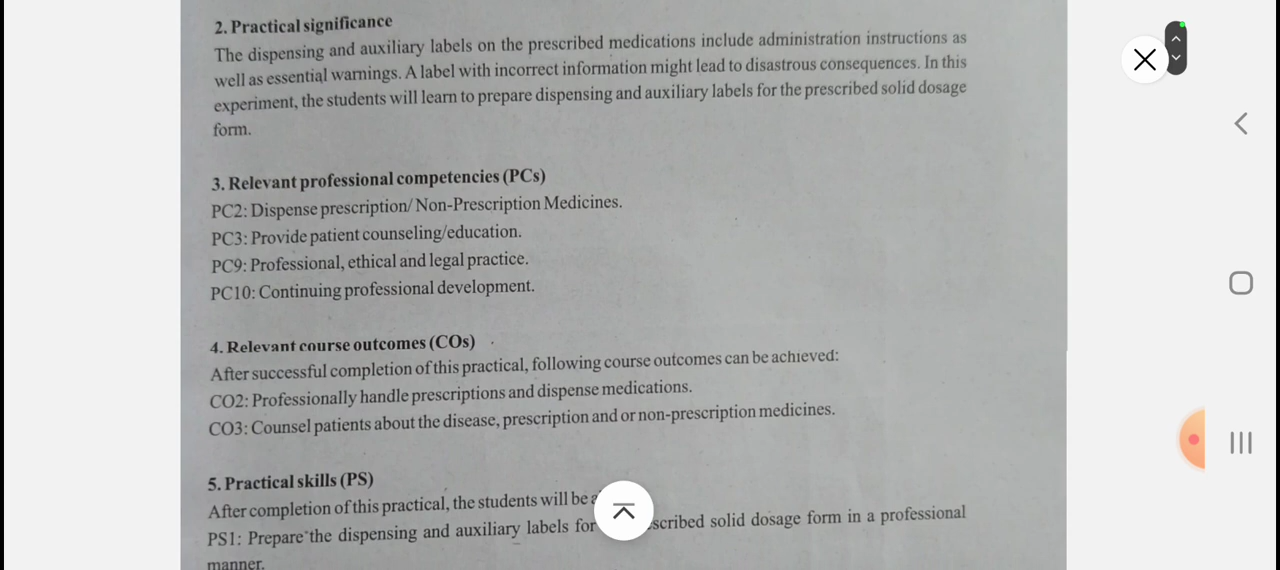 2. Practical significance
The dispensing and auxiliary labels on the prescribed medications include administration instructions as
well as essential warnings. A label with incorrect information might lead to disastrous consequences. In this
experiment, the students will learn to prepare dispensing and auxiliary labels for the prescribed solid dosage
form.
3. Relevant professional competencies (PCs)
PC2: Dispense prescription/ Non-Prescription Medicines.
PC3: Provide patient counseling/education.
PC9: Professional, ethical and legal practice.
PC10: Continuing professional development.
4. Relevant course outcomes (COs)
After successful completion of this practical, following course outcomes can be achieved:
CO2: Professionally handle prescriptions and dispense medications.
CO3: Counsel patients about the disease, prescription and or non-prescription medicines.
5. Practical skills (PS)
After completion of this practical, the students will be
PS1: Prepare the dispensing and auxiliary labels for scribed solid dosage form in a professional
manner.